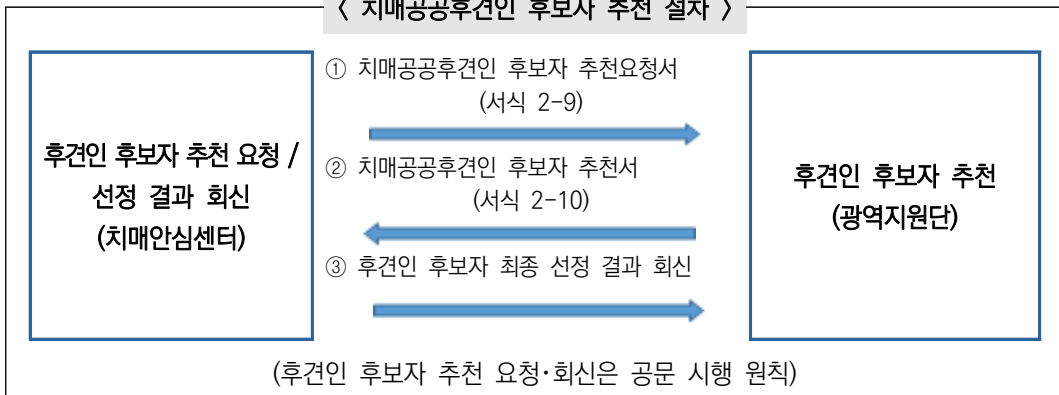 〈 치매공공후견인 후보자 추천 절차 〉
① 치매공공후견인 후보자 추천요청서
(서식 2-9)
후견인 후보자 추천 요청 /
선정 결과 회신
(치매안심센터)
② 치매공공후견인 후보자 추천서
(서식 2-10)
③ 후견인 후보자 최종 선정 결과 회신
후견인 후보자 추천
(광역지원단)
(후견인 후보자 추천 요청·회신은 공문 시행 원칙)